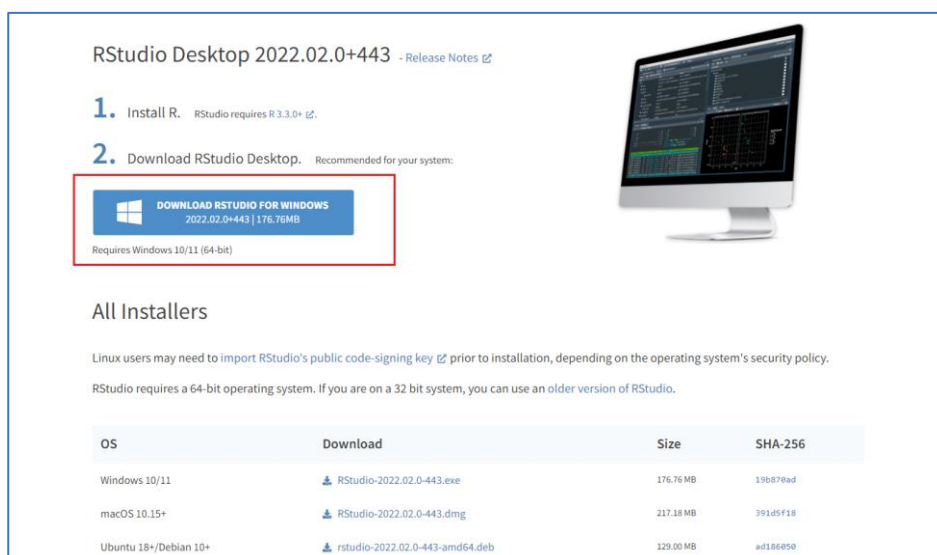 RStudio Desktop 2022.02.0+443 - Release Notes
1. Install R. RStudio requires R 3.3.0+.
2. Download RStudio Desktop. Recommended for your system:
DOWNLOAD RSTUDIO FOR WINDOWS
2022.02.0+443 | 176.76MB
Requires Windows 10/11 (64-bit)
All Installers
Linux users may need to import RStudio's public code-signing key prior to installation, depending on the operating system's security policy.
RStudio requires a 64-bit operating system. If you are on a 32 bit system, you can use an older version of RStudio.
OS Download Size SHA-256
Windows 10/11 RStudio-2022.02.0-443.exe 176.76 MB 19b870ad
macOS 10.15+ RStudio-2022.02.0-443.dmg 217.18 MB 391d5f18
Ubuntu 18+/Debian 10+ rstudio-2022.02.0-443-amd64.deb 129.00 MB ad186050